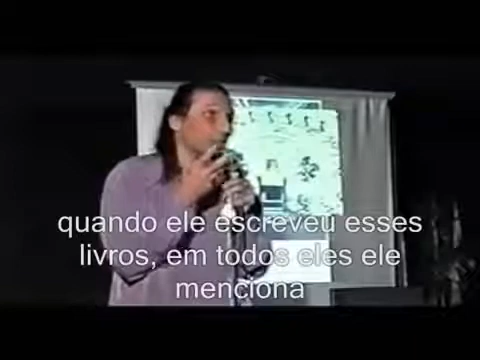 quando ele escreveu esses
livros, em todos eles ele
menciona